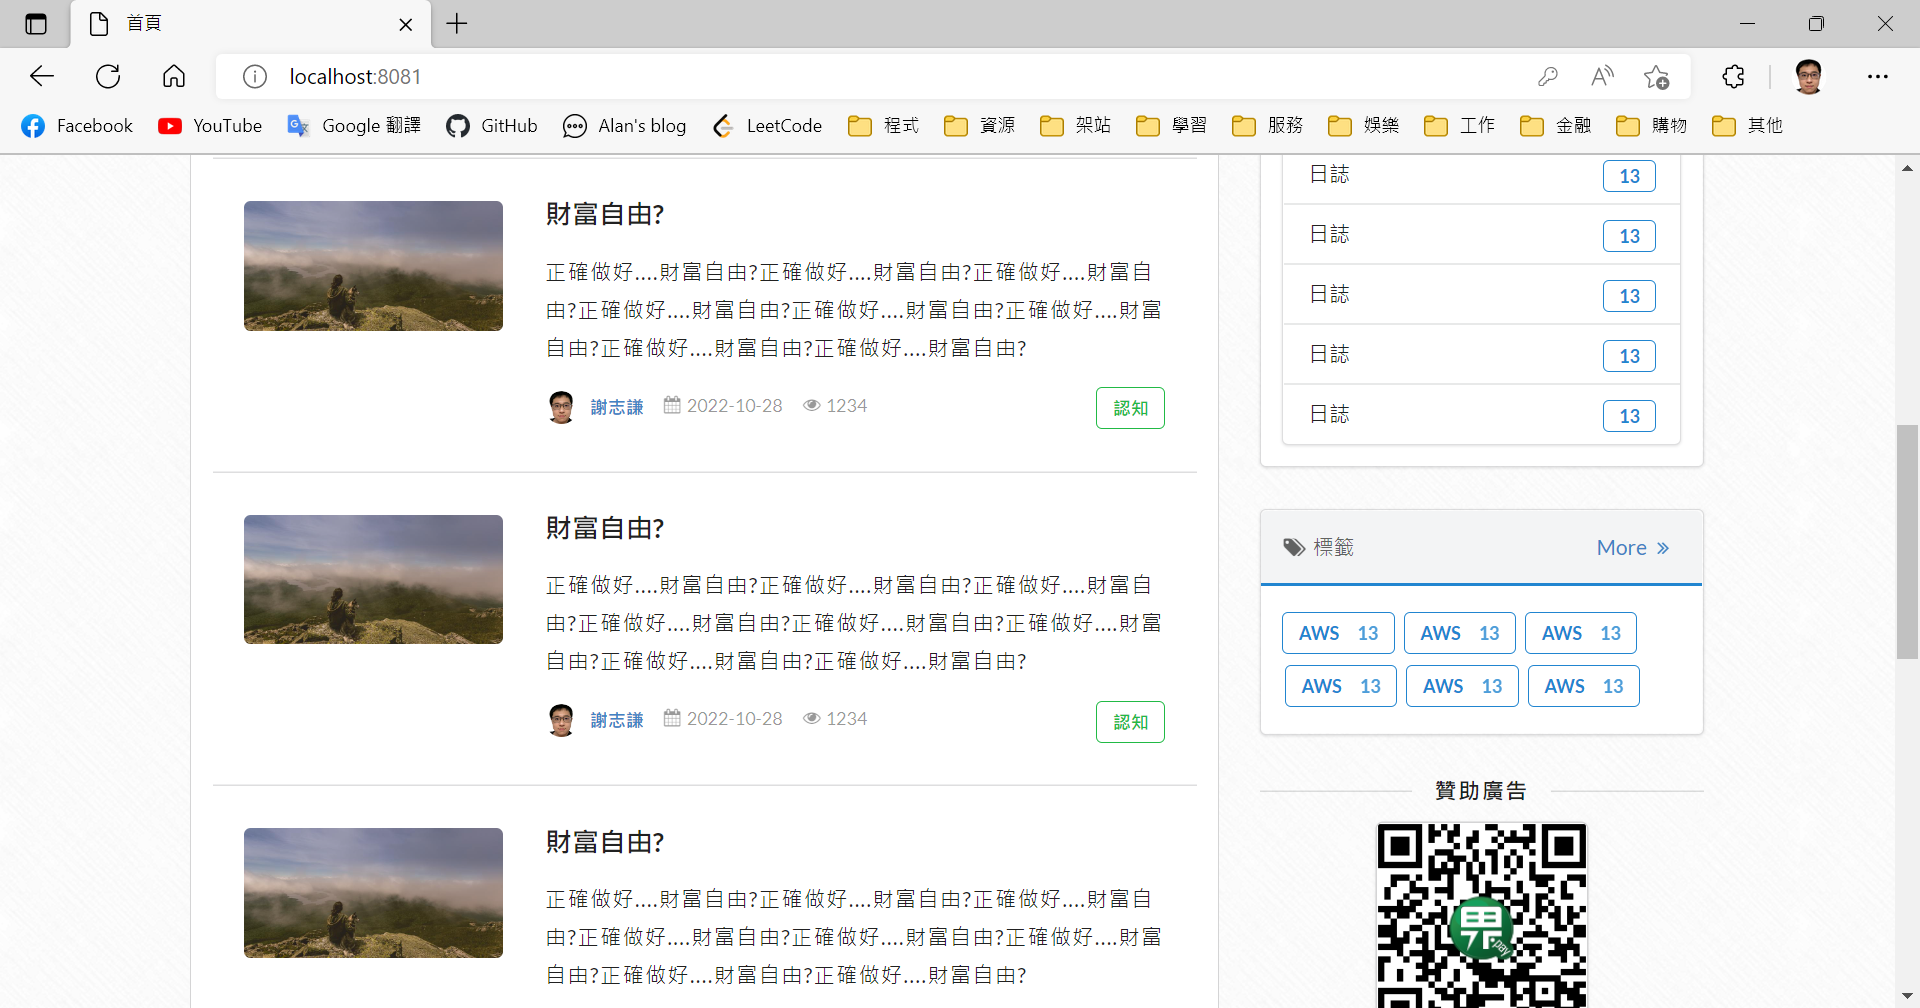 首頁
localhost:8081
Facebook YouTube Google 翻譯 GitHub Alan's blog LeetCode 程式 資源 架站 學習 服務 娛樂 工作 金融 購物 其他
財富自由?
正確做好....財富自由?正確做好....財富自由?正確做好....財富自
由?正確做好....財富自由?正確做好....財富自由?正確做好....財富
自由?正確做好....財富自由?正確做好....財富自由?
謝志謙 2022-10-28 1234 認知
財富自由?
正確做好....財富自由?正確做好....財富自由?正確做好....財富自
由?正確做好....財富自由?正確做好....財富自由?正確做好....財富
自由?正確做好....財富自由?正確做好....財富自由?
謝志謙 2022-10-28 1234 認知
財富自由?
正確做好....財富自由?正確做好....財富自由?正確做好....財富自
由?正確做好....財富自由?正確做好....財富自由?正確做好....財富
自由?正確做好....財富自由?正確做好....財富自由?
日誌 13
日誌 13
日誌 13
日誌 13
日誌 13
標籤 More »
AWS 13 AWS 13 AWS 13
AWS 13 AWS 13 AWS 13
贊助廣告
pay